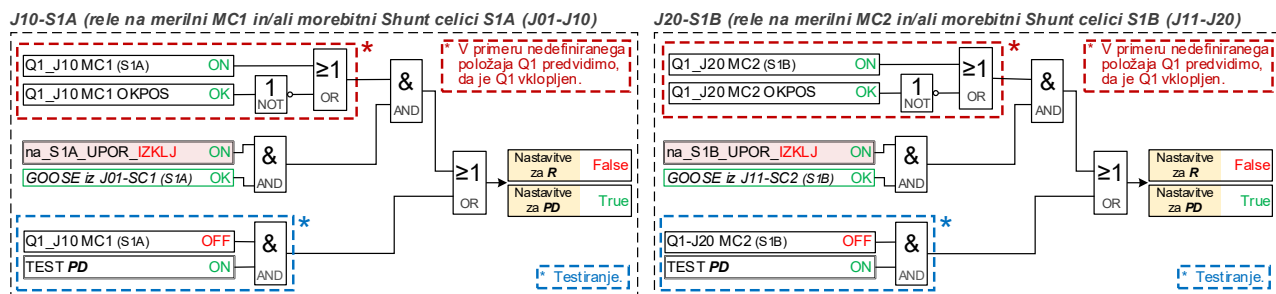 J10-S1A (rele na merilni MC1 in/ali morebitni Shunt celici S1A (J01-J10)
Q1_J10 MC1 (S1A) ON
Q1_J10 MC1 OKPOS OK
1
NOT
≥1
OR
*
* V primeru nedefiniranega
položaja Q1 predvidimo,
da je Q1 vklopljen.
&
AND
na_S1A_UPOR_IZKLJ ON
GOOSE iz J01-SC1 (S1A) OK
&
AND
≥1
OR
Nastavitve
za R False
Nastavitve
za PD True
Q1_J10 MC1 (S1A) OFF
TEST PD ON
&
AND
*
* Testiranje.
J20-S1B (rele na merilni MC2 in/ali morebitni Shunt celici S1B (J11-J20)
Q1_J20 MC2 (S1B) ON
Q1_J20 MC2 OKPOS OK
1
NOT
≥1
OR
*
* V primeru nedefiniranega
položaja Q1 predvidimo,
da je Q1 vklopljen.
&
AND
na_S1B_UPOR_IZKLJ ON
GOOSE iz J11-SC2 (S1B) OK
&
AND
≥1
OR
Nastavitve
za R False
Nastavitve
za PD True
Q1-J20 MC2 (S1B) OFF
TEST PD ON
&
AND
*
* Testiranje.